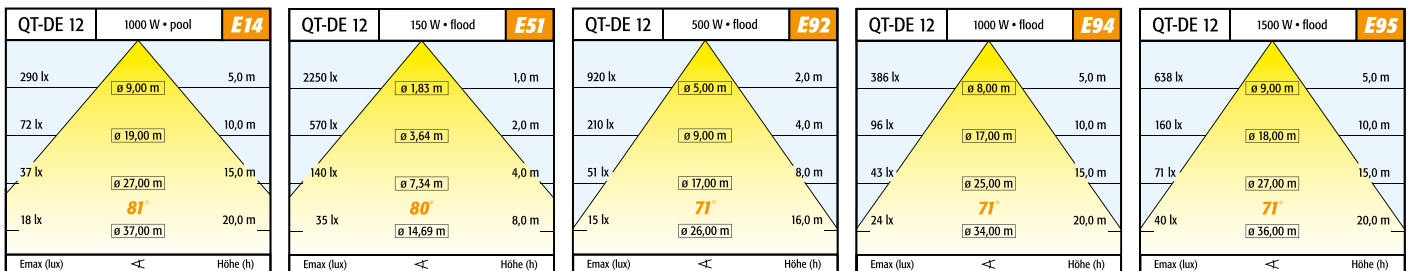 QT-DE 12 1000 W • pool E14
290 lx 5,0 m
ø 9,00 m
72 lx 10,0 m
ø 19,00 m
37 lx 15,0 m
ø 27,00 m
81°
18 lx 20,0 m
ø 37,00 m
Emax (lux) Höhe (h)
QT-DE 12 150 W • flood E51
2250 lx 1,0 m
ø 1,83 m
570 lx 2,0 m
ø 3,64 m
140 lx 4,0 m
ø 7,34 m
80°
35 lx 8,0 m
ø 14,69 m
Emax (lux) Höhe (h)
QT-DE 12 500 W • flood E92
920 lx 2,0 m
ø 5,00 m
210 lx 4,0 m
ø 9,00 m
51 lx 8,0 m
ø 17,00 m
71°
15 lx 16,0 m
ø 26,00 m
Emax (lux) Höhe (h)
QT-DE 12 1000 W • flood E94
386 lx 5,0 m
ø 8,00 m
96 lx 10,0 m
ø 17,00 m
43 lx 15,0 m
ø 25,00 m
71°
24 lx 20,0 m
ø 34,00 m
Emax (lux) Höhe (h)
QT-DE 12 1500 W • flood E95
638 lx 5,0 m
ø 9,00 m
160 lx 10,0 m
ø 18,00 m
71 lx 15,0 m
ø 27,00 m
71°
40 lx 20,0 m
ø 36,00 m
Emax (lux) Höhe (h)